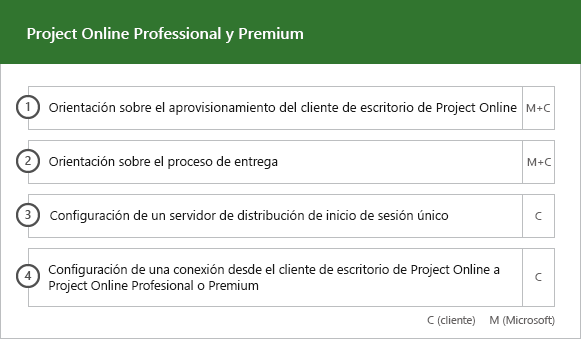 Project Online Professional y Premium
1 Orientación sobre el aprovisionamiento del cliente de escritorio de Project Online M+C
2 Orientación sobre el proceso de entrega M+C
3 Configuración de un servidor de distribución de inicio de sesión único C
4 Configuración de una conexión desde el cliente de escritorio de Project Online a
Project Online Profesional o Premium C
C (cliente) M (Microsoft)